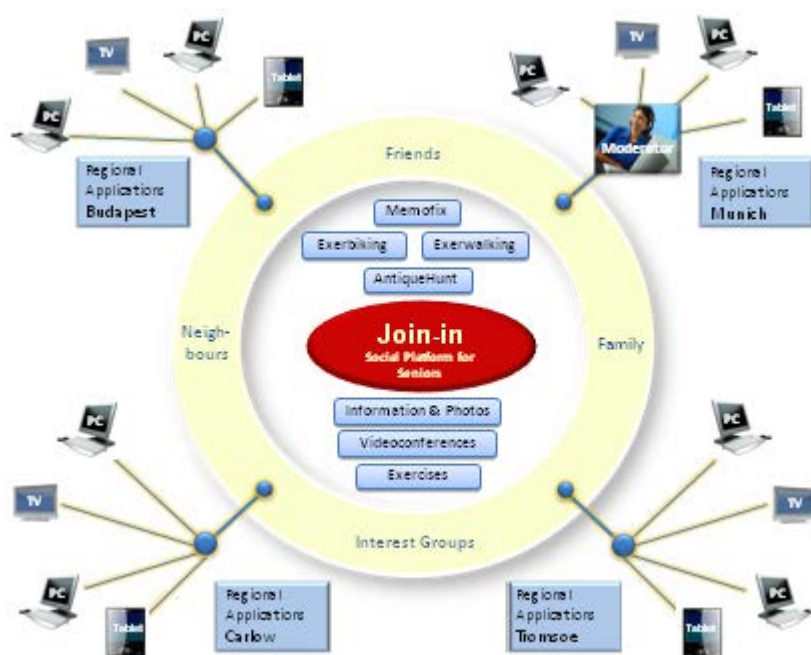 PC
TV
PC
Tablet
PC
TV
PC
Tablet
Moderator
Regional
Applications
Budapest
Regional
Applications
Munich
Friends
Memofix
Exerbiking
Exerwalking
AntiqueHunt
Neigh-
bours
Join-in
Social Platform for
Seniors
Family
Information & Photos
Videoconferences
Exercises
Interest Groups
PC
TV
PC
Tablet
Regional
Applications
Carlow
Regional
Applications
Tromsoe
PC
TV
PC
Tablet